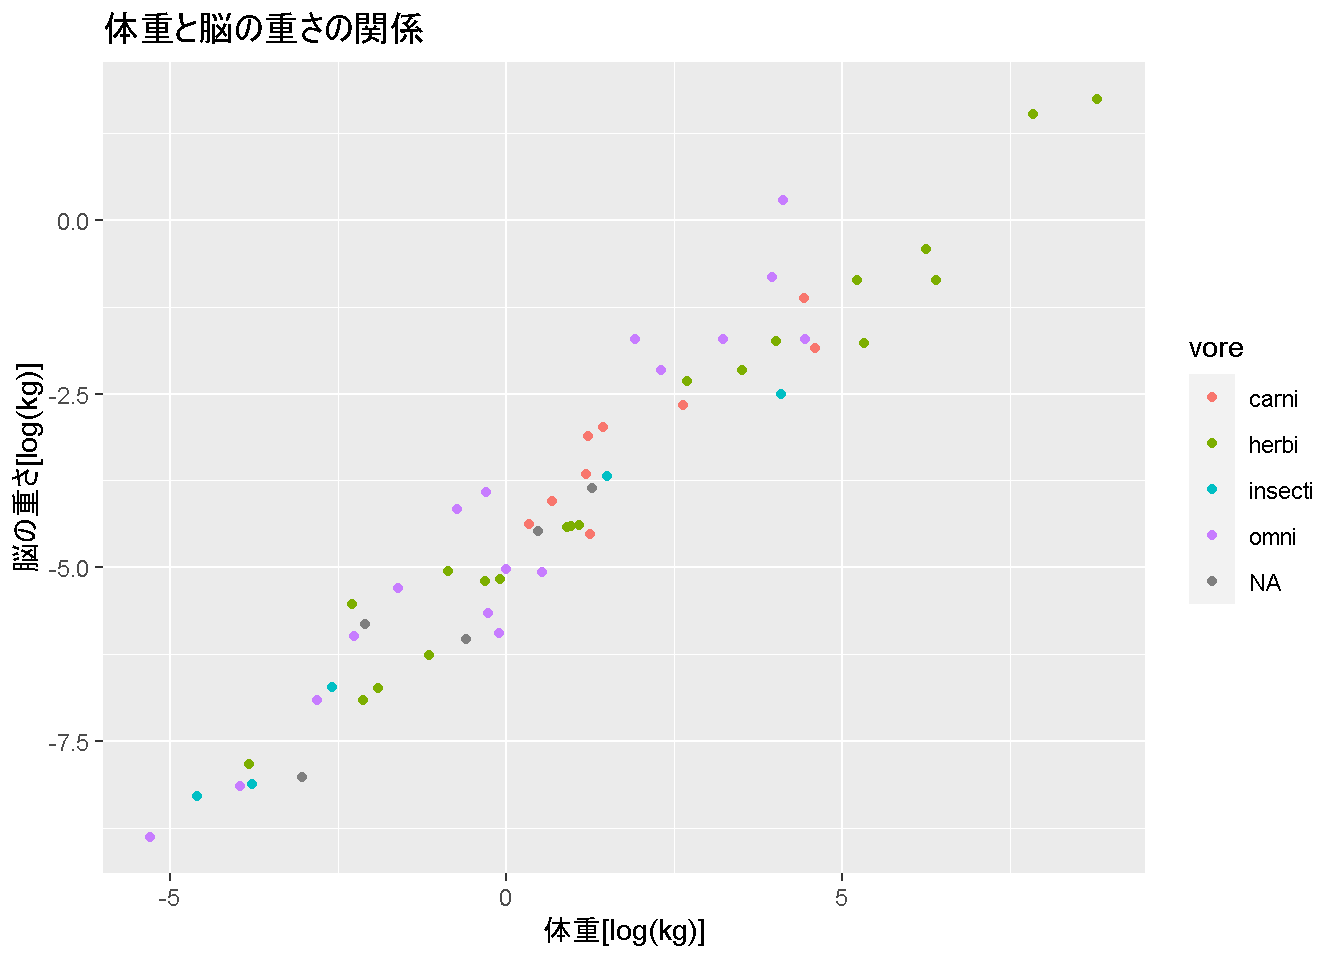 体重と脳の重さの関係
脳の重さ[log(kg)]
0.0
-2.5
-5.0
-7.5
-5
0
5
体重[log(kg)]
vore
carni
herbi
insecti
omni
NA